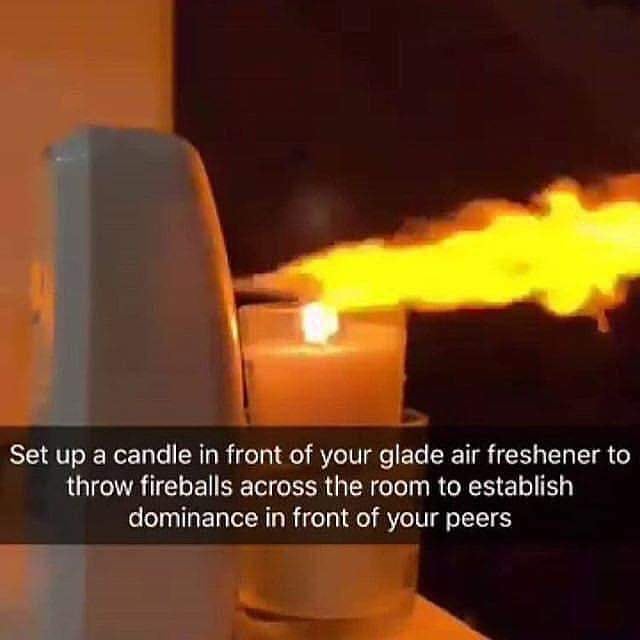 Set up a candle in front of your glade air freshener to
throw fireballs across the room to establish
dominance in front of your peers